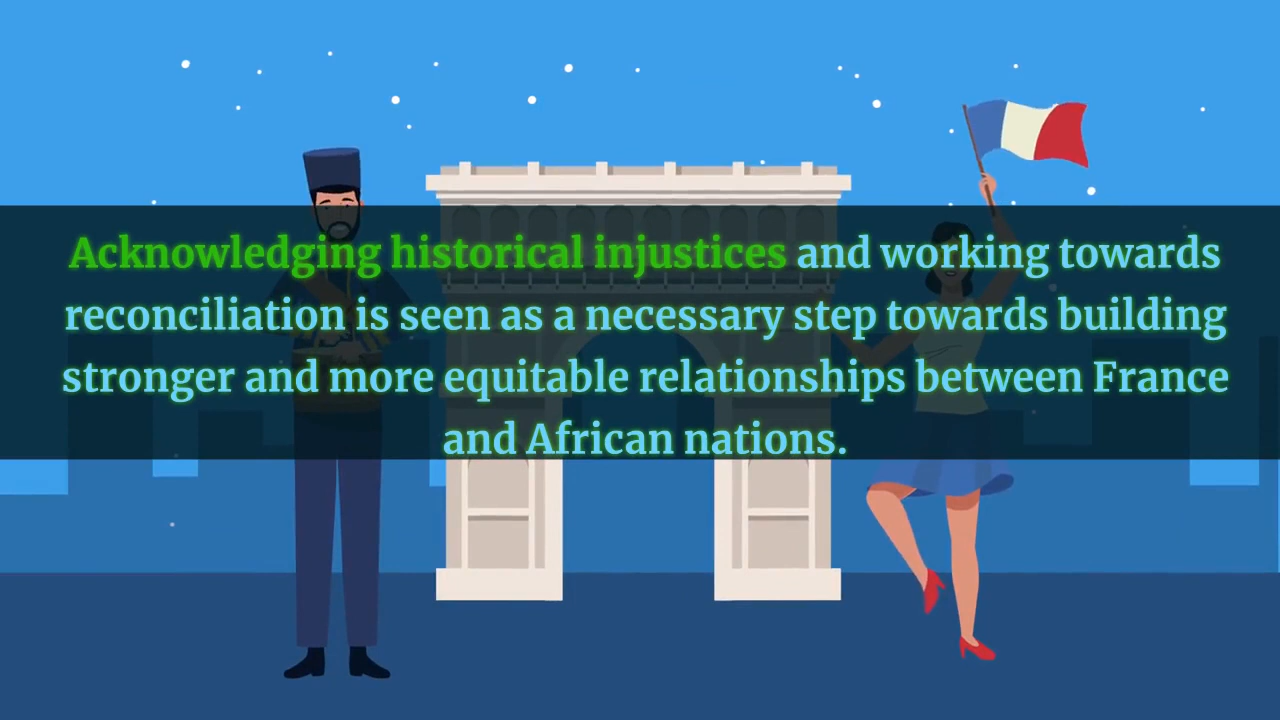 Acknowledging historical injustices and working towards
reconciliation is seen as a necessary step towards building
stronger and more equitable relationships between France
and African nations.